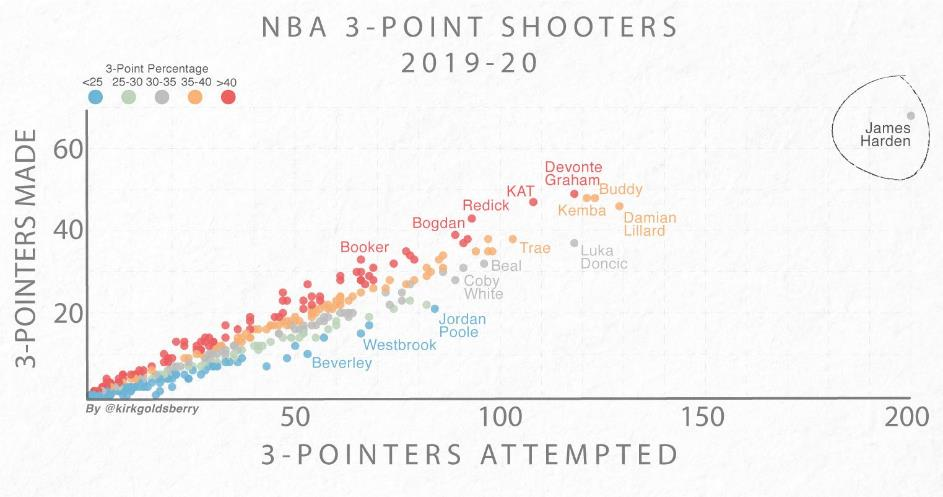 NBA 3-POINT SHOOTERS
2019-20
3-Point Percentage
<25 25-30 30-35 35-40 >40
3-POINTERS MADE
60
40
20
James
Harden
Devonte
Graham
KAT
Buddy
Redick
Kemba
Damian
Lillard
Bogdan
Booker
Trae
Luka
Doncic
Beal
Coby
White
Jordan
Poole
Westbrook
Beverley
By @kirkgoldsberry
50 100 150 200
3-POINTERS ATTEMPTED